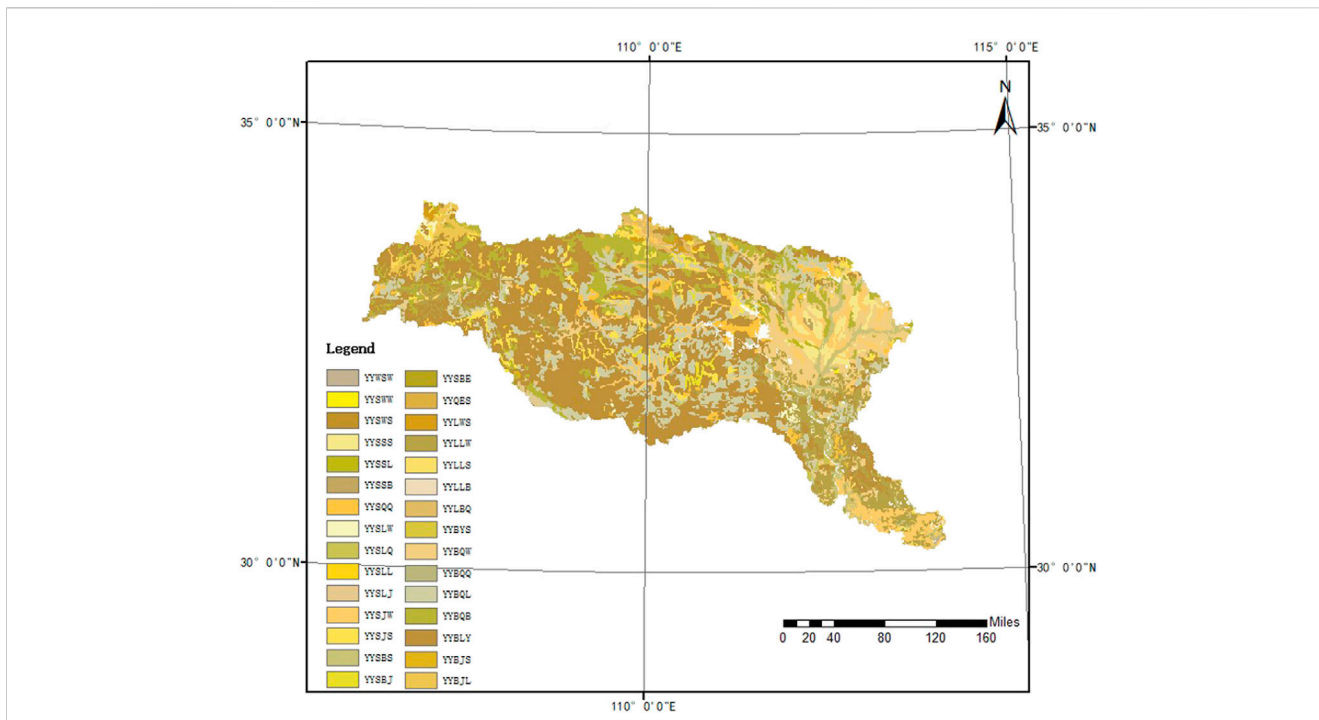 110° 0'0"E
115° 0'0"E
N
35° 0'0"N
35° 0'0"N
Legend
YYWSW YYSBE
YYSWW YYQES
YYSWS YYLWS
YYSSS YYLLW
YYSSL YYLLS
YYSSB YYLLB
YYSQQ YYLBQ
YYSLW YYBYS
YYSLQ YYBQW
YYSLL YYBQQ
YYSLJ YYBQL
YYSJW YYBQB
YYSJS YYBLY
YYSBS YYBJS
YYSBJ YYBJL
30° 0'0"N
30° 0'0"N
Miles
0 20 40 80 120 160
110° 0'0"E